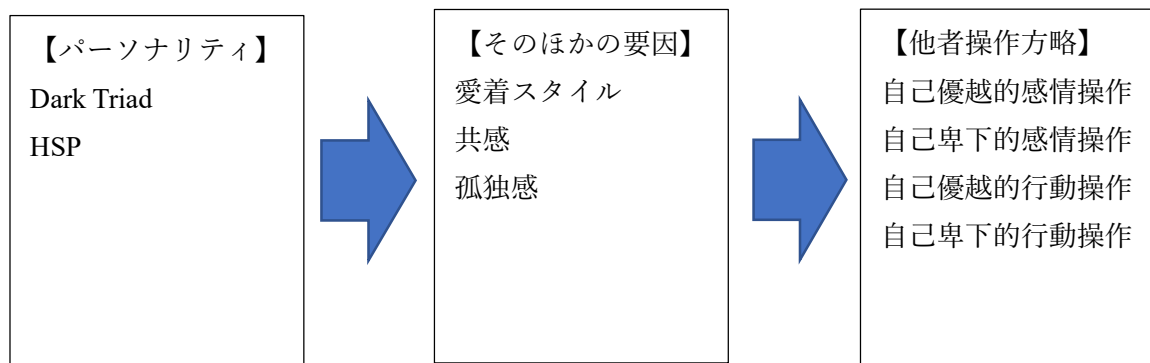 【パーソナリティ】
Dark Triad
HSP
【そのほかの要因】
愛着スタイル
共感
孤独感
【他者操作方略】
自己優越的感情操作
自己卑下的感情操作
自己優越的行動操作
自己卑下的行動操作